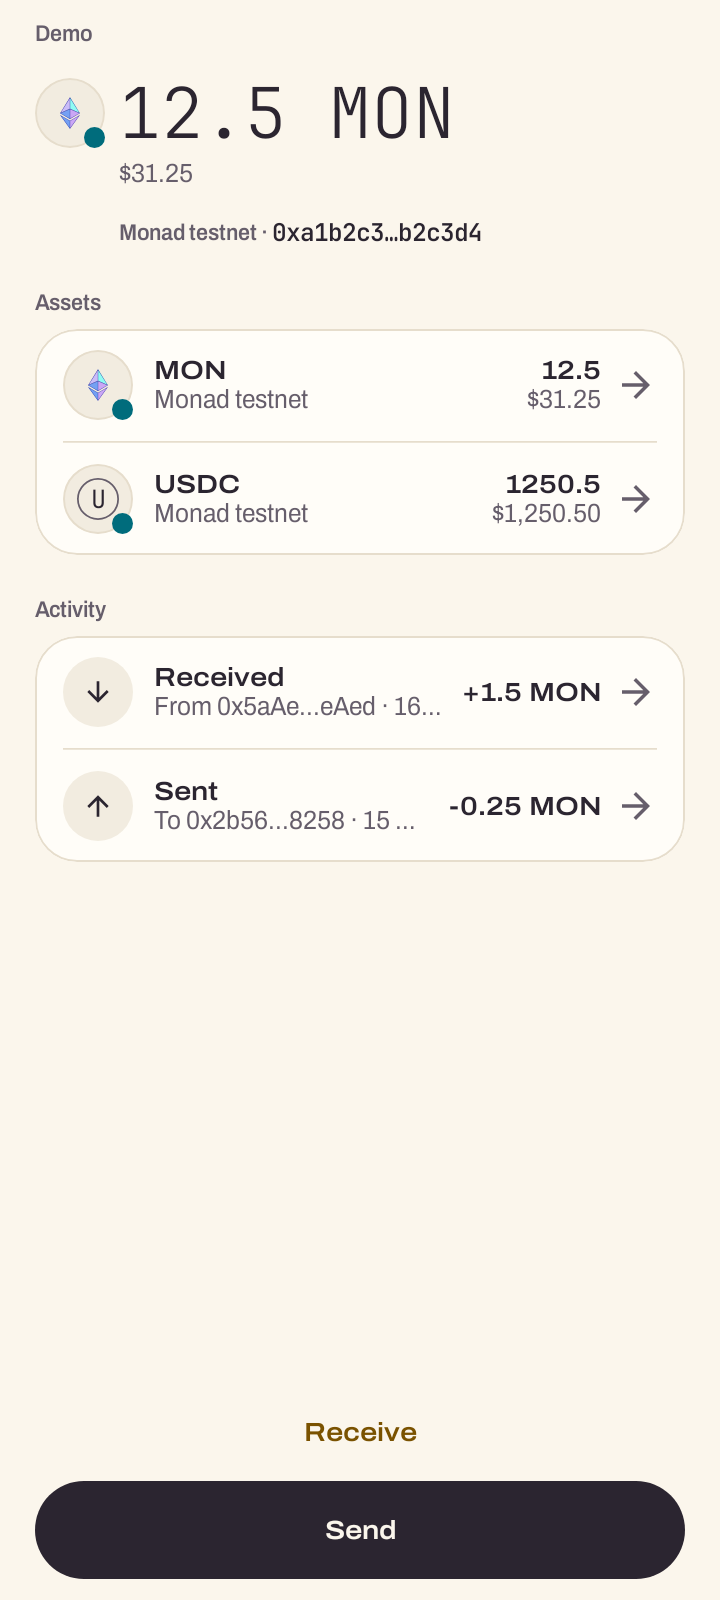 Demo
12.5 MON
$31.25
Monad testnet · 0xa1b2c3…b2c3d4
Assets
MON
12.5
Monad testnet
$31.25
U
USDC
1250.5
Monad testnet
$1,250.50
Activity
Received
From 0x5aAe...eAed · 16...
+1.5 MON
Sent
To 0x2b56...8258 · 15 ...
-0.25 MON
Receive
Send